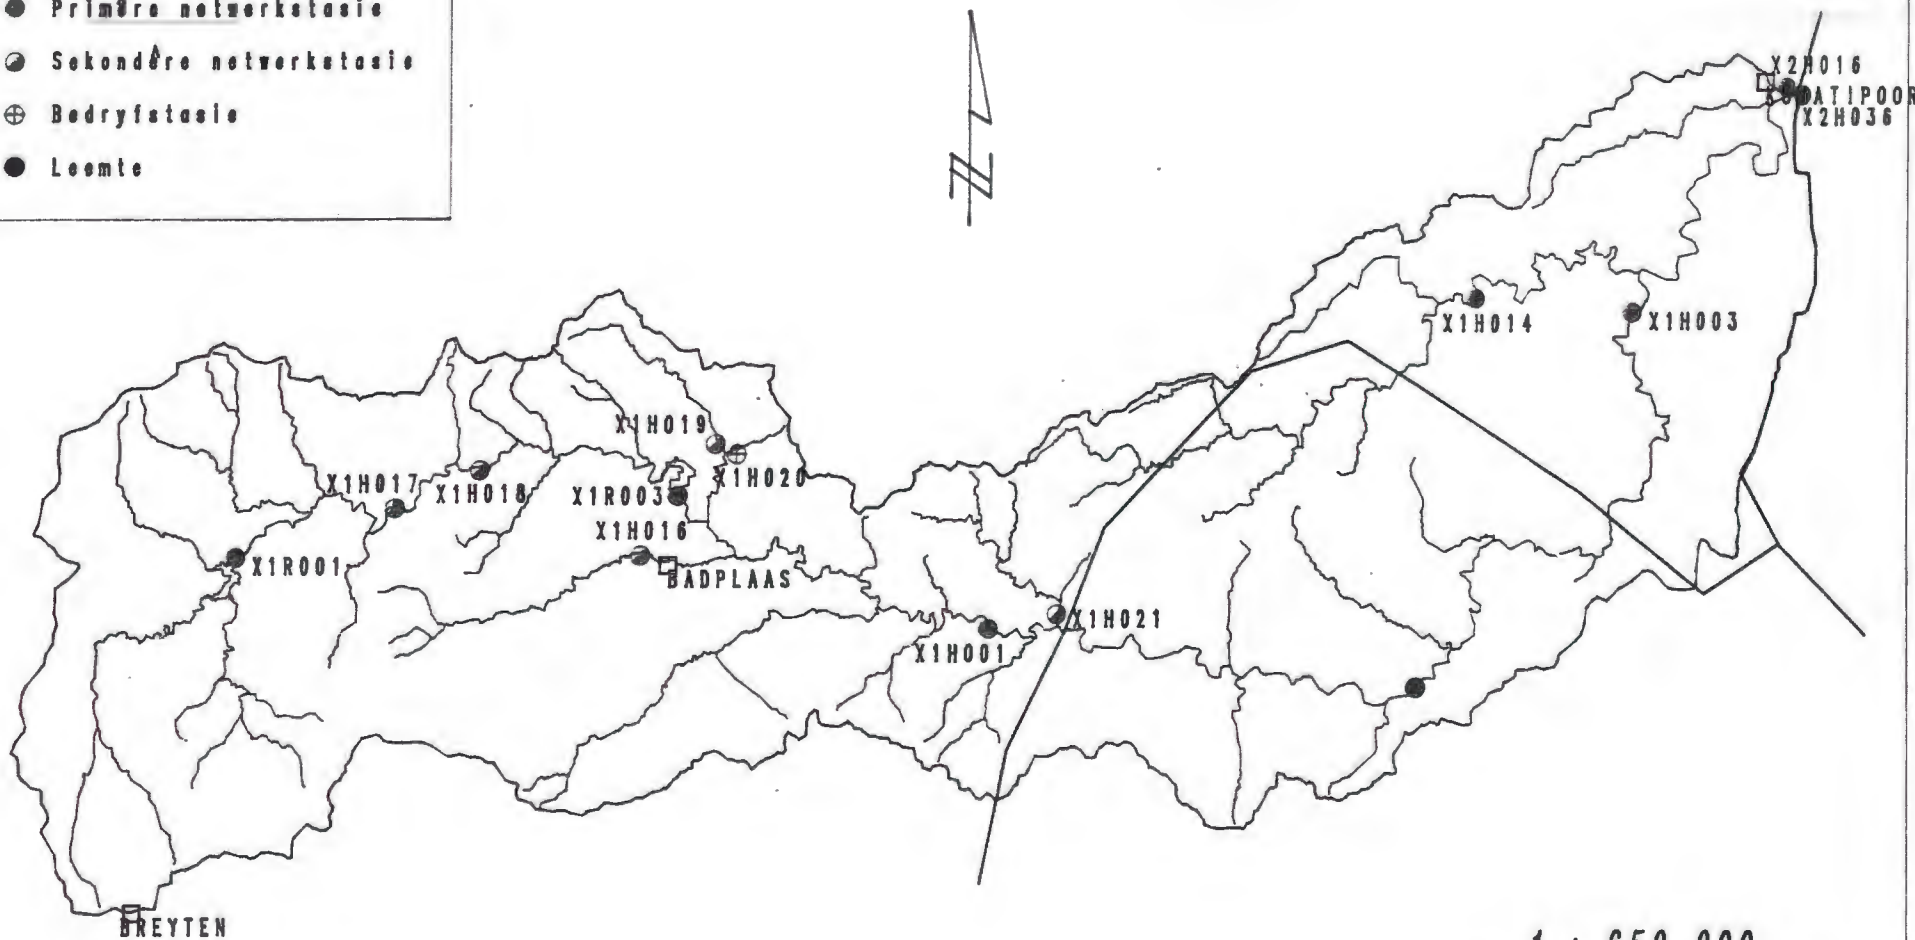 Primêre netwerkstasie
Sekondêre netwerkstasie
Bedryfstasie
Leemte
X2H016
X2H036
X1H014
X1H003
X1H019
X1H020
X1H017
X1H018
X1R003
X1H016
BADPLAAS
X1R001
X1H021
X1H001
BREYTEN